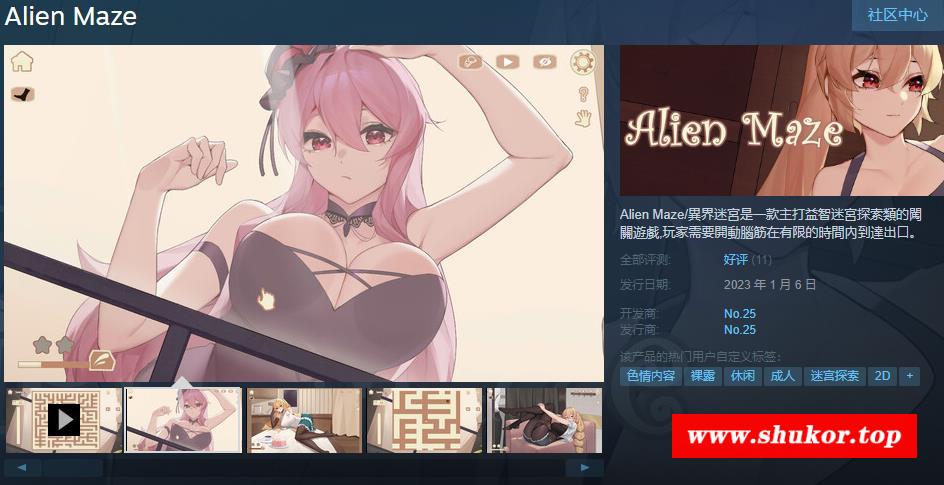 Alien Maze
社区中心
Alien Maze
Alien Maze/異界迷宮是一款主打益智迷宮探索類的闖
關遊戲,玩家需要開動腦筋在有限的時間內到達出口。
全部评测: 好评 (11)
发行日期: 2023 年 1 月 6 日
开发商: No.25
发行商: No.25
该产品的热门用户自定义标签:
色情内容 裸露 休闲 成人 迷宫探索 2D +
www.shukor.top